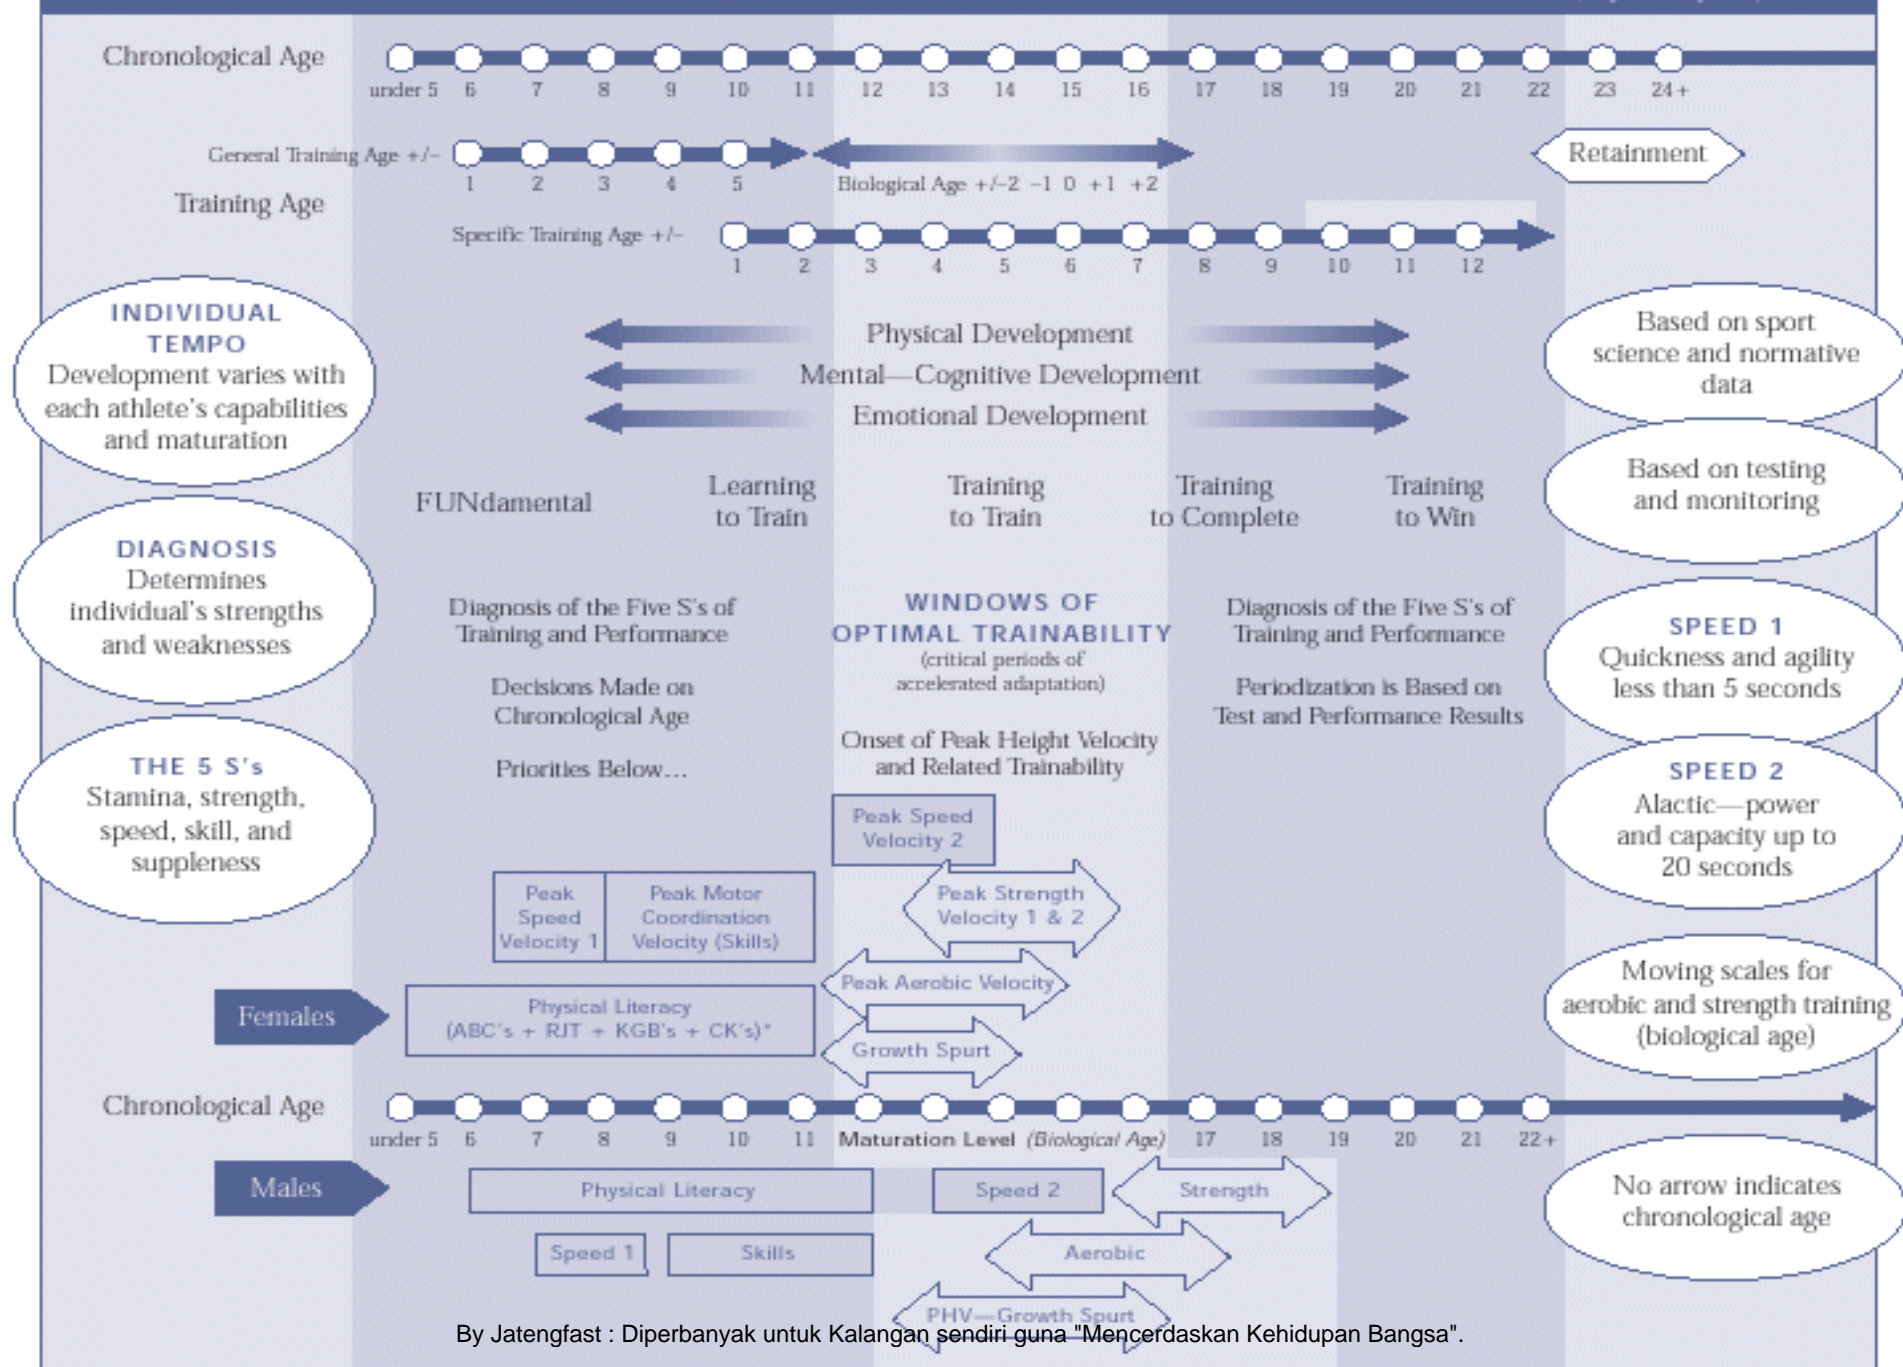 Chronological Age
under 5 6 7 8 9 10 11 12 13 14 15 16 17 18 19 20 21 22 23 24+
General Training Age +/–
1 2 3 4 5
Biological Age +/–2 –1 0 +1 +2
Retainment
Training Age
Specific Training Age +/–
1 2 3 4 5 6 7 8 9 10 11 12
INDIVIDUAL
TEMPO
Development varies with
each athlete's capabilities
and maturation
DIAGNOSIS
Determines
individual's strengths
and weaknesses
THE 5 S's
Stamina, strength,
speed, skill, and
suppleness
Physical Development
Mental—Cognitive Development
Emotional Development
FUNdamental
Learning
to Train
Training
to Train
Training
to Complete
Training
to Win
Diagnosis of the Five S's of
Training and Performance
Decisions Made on
Chronological Age
Priorities Below...
WINDOWS OF
OPTIMAL TRAINABILITY
(critical periods of
accelerated adaptation)
Onset of Peak Height Velocity
and Related Trainability
Diagnosis of the Five S's of
Training and Performance
Periodization is Based on
Test and Performance Results
Based on sport
science and normative
data
Based on testing
and monitoring
SPEED 1
Quickness and agility
less than 5 seconds
SPEED 2
Alactic—power
and capacity up to
20 seconds
Moving scales for
aerobic and strength training
(biological age)
No arrow indicates
chronological age
Peak Speed
Velocity 2
Peak
Speed
Velocity 1
Peak Motor
Coordination
Velocity (Skills)
Peak Strength
Velocity 1 & 2
Peak Aerobic Velocity
Females
Physical Literacy
(ABC's + RJT + KGB's + CK's)*
Growth Spurt
Chronological Age
under 5 6 7 8 9 10 11 Maturation Level (Biological Age) 17 18 19 20 21 22+
Males
Physical Literacy
Speed 2
Strength
Speed 1
Skills
Aerobic
PHV—Growth Spurt
By Jatengfast : Diperbanyak untuk Kalangan sendiri guna "Mencerdaskan Kehidupan Bangsa".